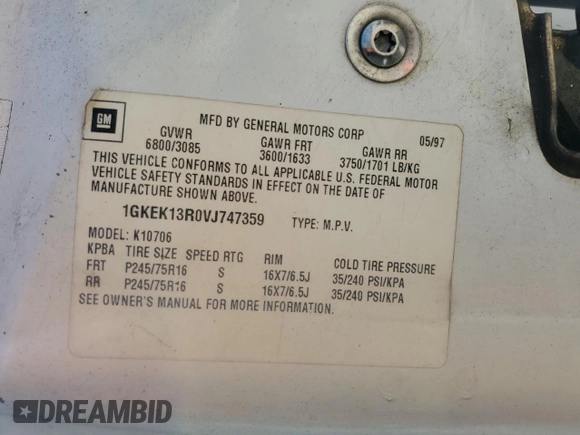 GM
MFD BY GENERAL MOTORS CORP 05/97
GVWR GAWR FRT GAWR RR
6800/3085 3600/1633 3750/1701 LB/KG
THIS VEHICLE CONFORMS TO ALL APPLICABLE U.S. FEDERAL MOTOR
VEHICLE SAFETY STANDARDS IN EFFECT ON THE DATE OF
MANUFACTURE SHOWN ABOVE.
1GKEK13R0VJ747359 TYPE: M.P.V.
MODEL: K10706
KPBA TIRE SIZE SPEED RTG RIM COLD TIRE PRESSURE
FRT P245/75R16 S 16X7/6.5J 35/240 PSI/KPA
RR P245/75R16 S 16X7/6.5J 35/240 PSI/KPA
SEE OWNER'S MANUAL FOR MORE INFORMATION.
DREAMBID